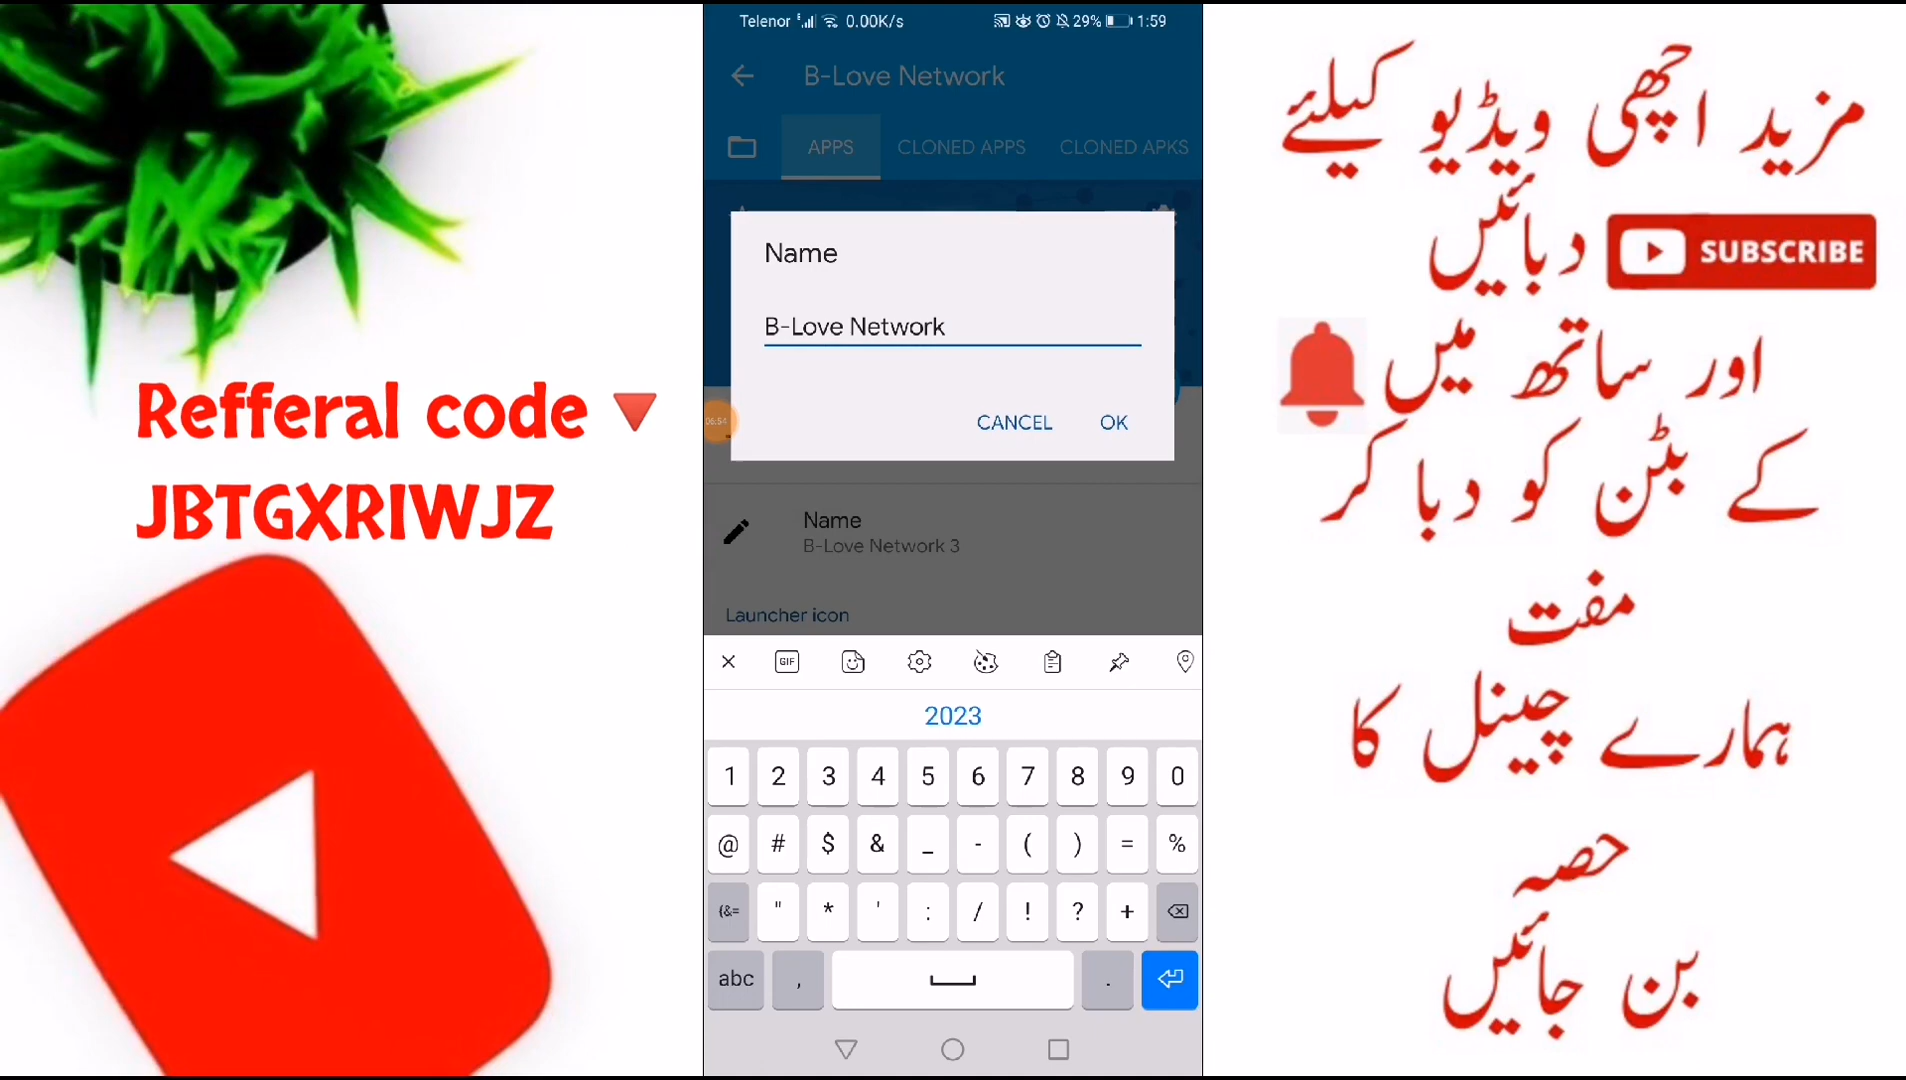 Refferal code
JBTGXRIWJZ
Telenor 0.00K/s 29% 1:59
B-Love Network
APPS CLONED APPS CLONED APKS
Name
B-Love Network
06:54
CANCEL OK
Name
B-Love Network 3
Launcher icon
GIF
2023
1 2 3 4 5 6 7 8 9 0
@ # $ & _ - ( ) = %
{&= " * ' : / ! ? +
abc , .
مزید اچھی ویڈیو کیلئے
دبائیں SUBSCRIBE
اور ساتھ میں
کے بٹن کو دبا کر
مفت
ہمارے چینل کا
حصہ
بن جائیں